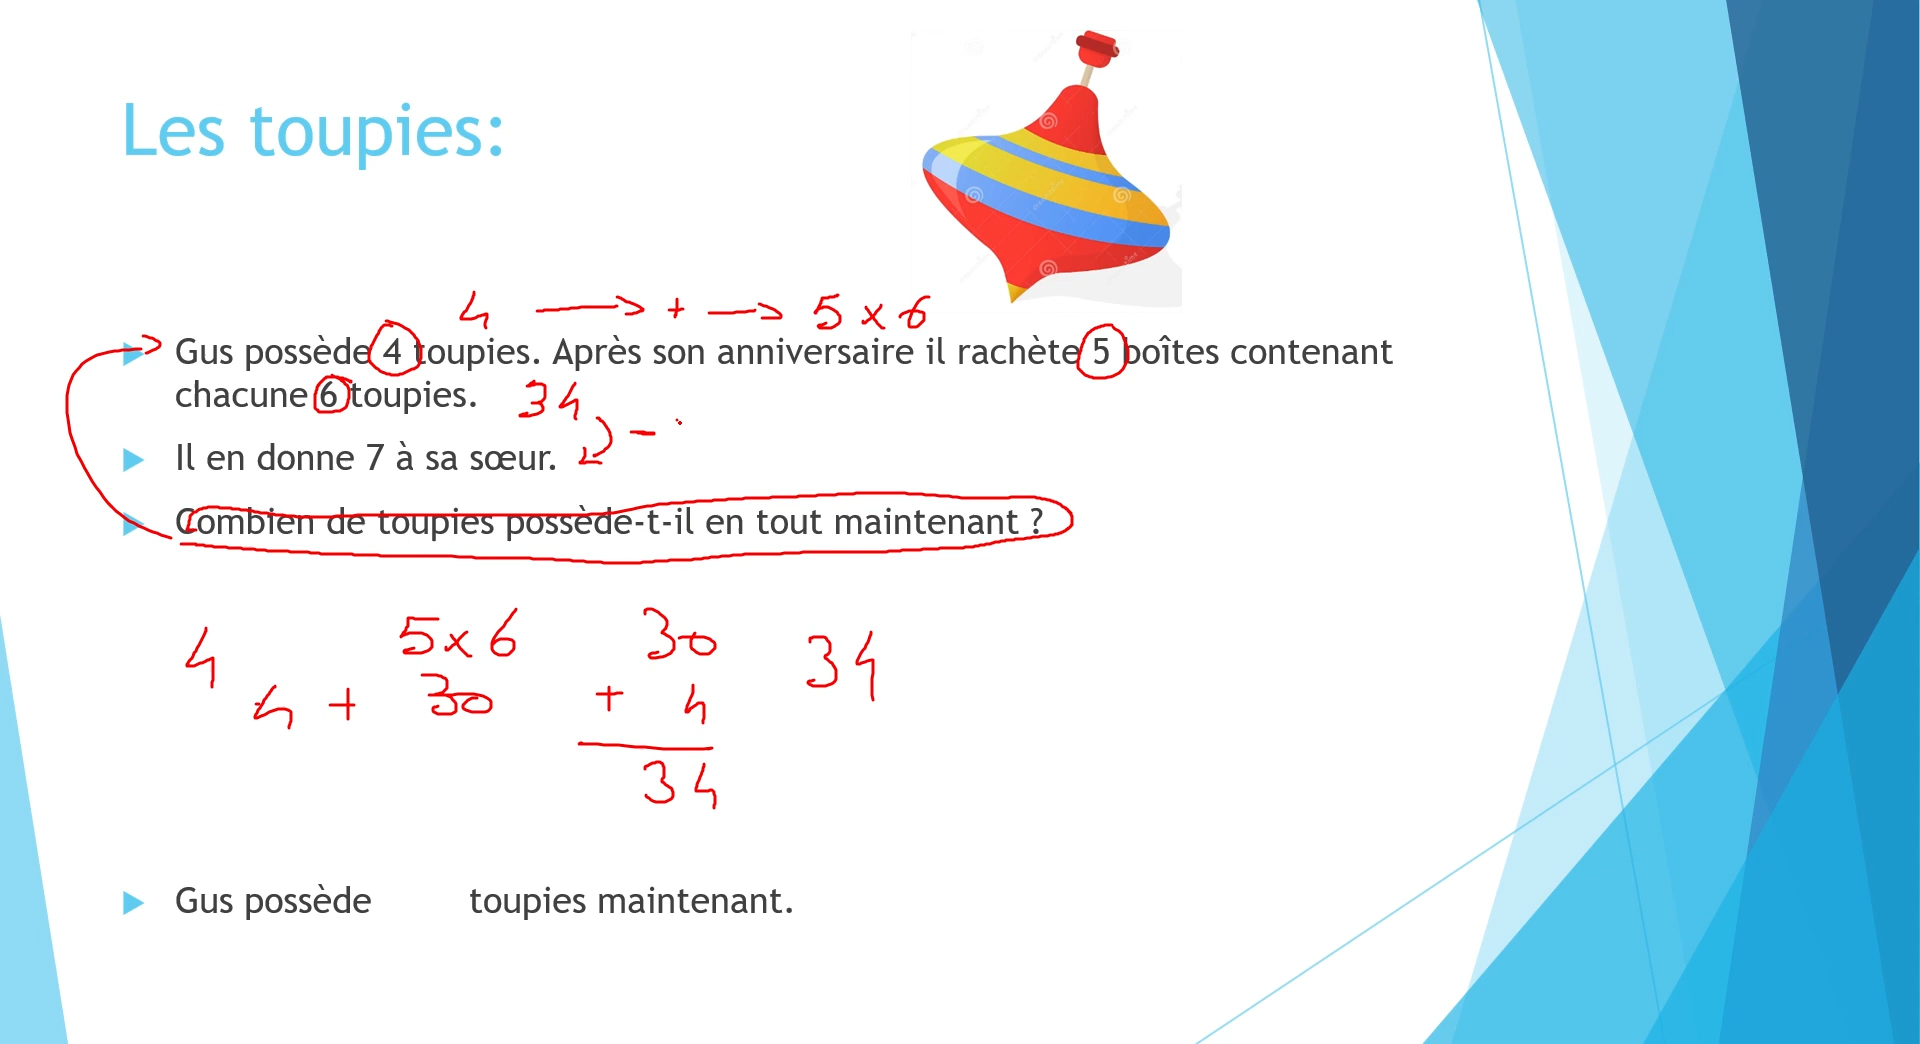 Les toupies:
4 → + → 5 x 6
Gus possède 4 toupies. Après son anniversaire il rachète 5 boîtes contenant
chacune 6 toupies. 34
-
Il en donne 7 à sa sœur.
Combien de toupies possède-t-il en tout maintenant ?
4 5x6 30 34
4 + 30 + 4
34
Gus possède toupies maintenant.